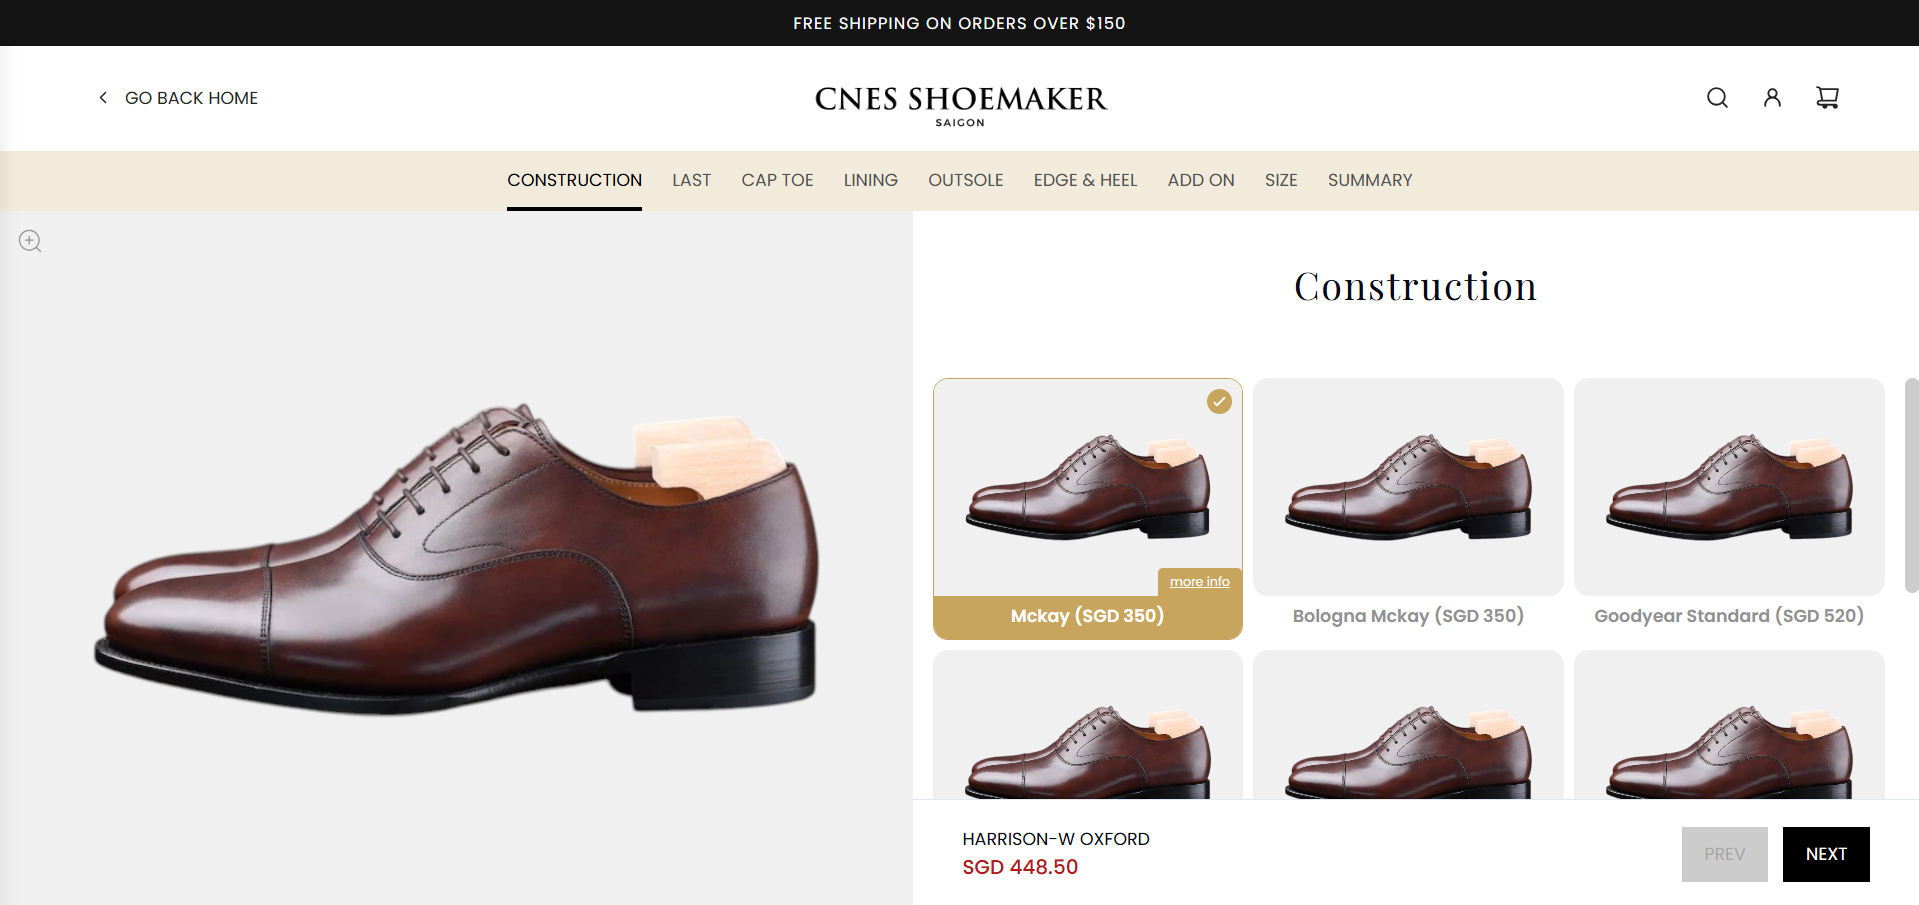 FREE SHIPPING ON ORDERS OVER $150
GO BACK HOME
CNES SHOEMAKER
SAIGON
CONSTRUCTION LAST CAP TOE LINING OUTSOLE EDGE & HEEL ADD ON SIZE SUMMARY
Construction
more info
Mckay (SGD 350) Bologna Mckay (SGD 350) Goodyear Standard (SGD 520)
HARRISON-W OXFORD
SGD 448.50
PREV NEXT